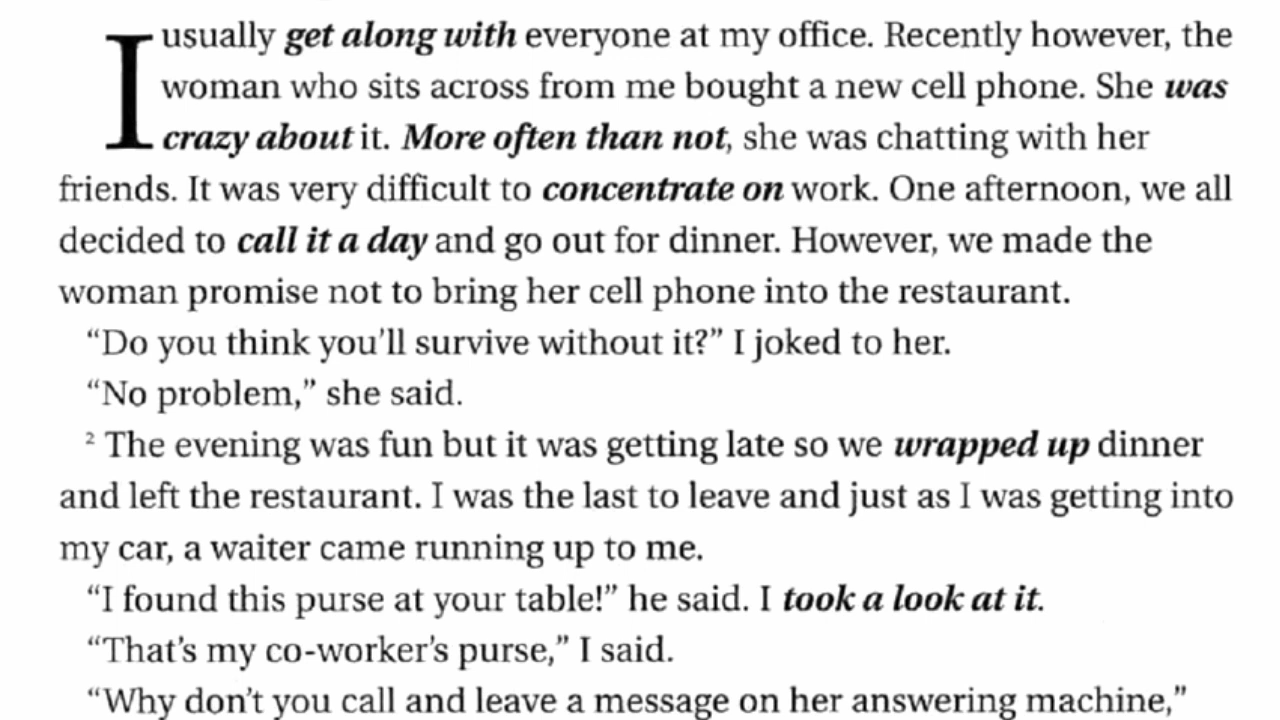 I usually get along with everyone at my office. Recently however, the
woman who sits across from me bought a new cell phone. She was
crazy about it. More often than not, she was chatting with her
friends. It was very difficult to concentrate on work. One afternoon, we all
decided to call it a day and go out for dinner. However, we made the
woman promise not to bring her cell phone into the restaurant.
“Do you think you’ll survive without it?” I joked to her.
“No problem,” she said.
² The evening was fun but it was getting late so we wrapped up dinner
and left the restaurant. I was the last to leave and just as I was getting into
my car, a waiter came running up to me.
“I found this purse at your table!” he said. I took a look at it.
“That’s my co-worker’s purse,” I said.
“Why don’t you call and leave a message on her answering machine,”